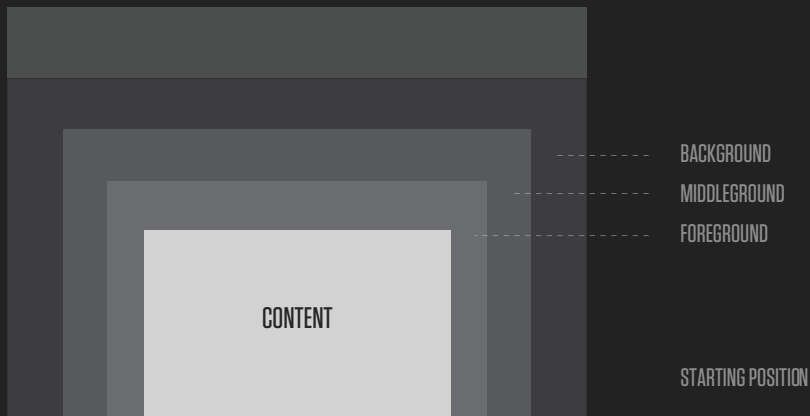 BACKGROUND
MIDDLEGROUND
FOREGROUND
CONTENT
STARTING POSITION